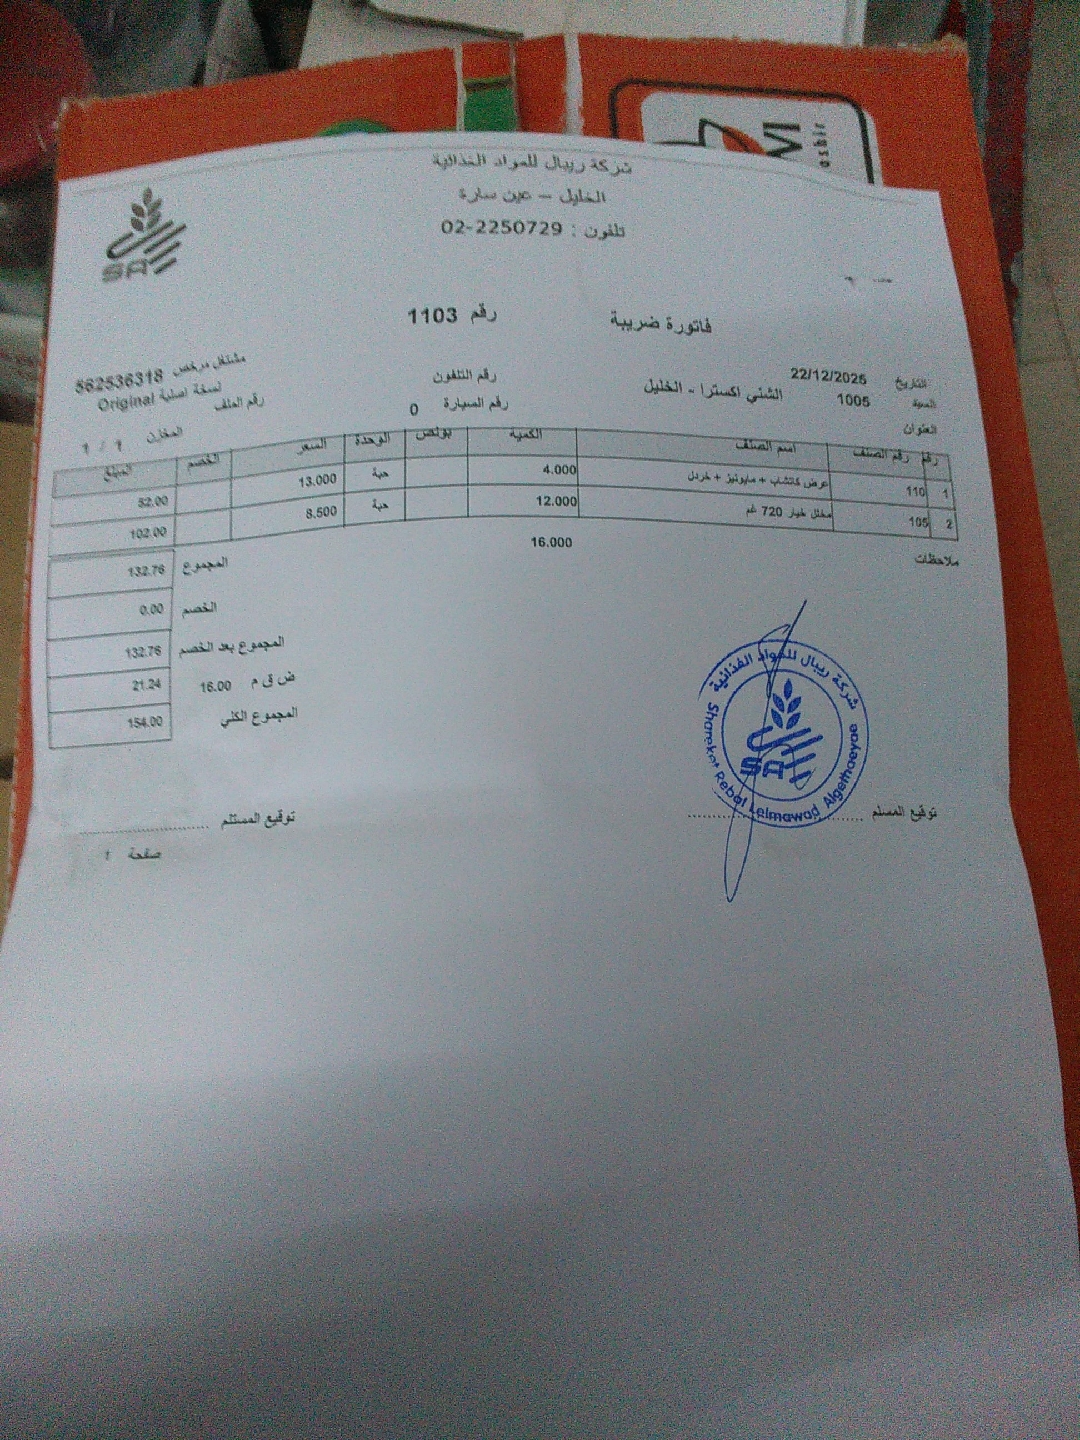 شركة ريبال للمواد الغذائية
الخليل – عين سارة
تلفون : 02-2250729
SA
فاتورة ضريبة رقم 1103
التاريخ 22/12/2025 رقم التلفون مشتغل مرخص 562536318
السيد 1005 الشني اكسترا - الخليل رقم السيارة 0 نسخة اصلية Original
العنوان رقم الملف
المخازن 1 / 1
رقم رقم الصنف اسم الصنف الكمية بونص الوحدة السعر الخصم المبلغ
1 110 عرض كاتشاب + مايونيز + خردل 4.000 حبة 13.000 52.00
2 105 مخلل خيار 720 غم 12.000 حبة 8.500 102.00
ملاحظات 16.000
المجموع 132.76
الخصم 0.00
المجموع بعد الخصم 132.76
ض ق م 16.00 21.24
المجموع الكلي 154.00
شركة ريبال للمواد الغذائية
SA
Shareket Rebal Lelmawad Algethaeyae
توقيع المسلم توقيع المستلم
صفحة 1